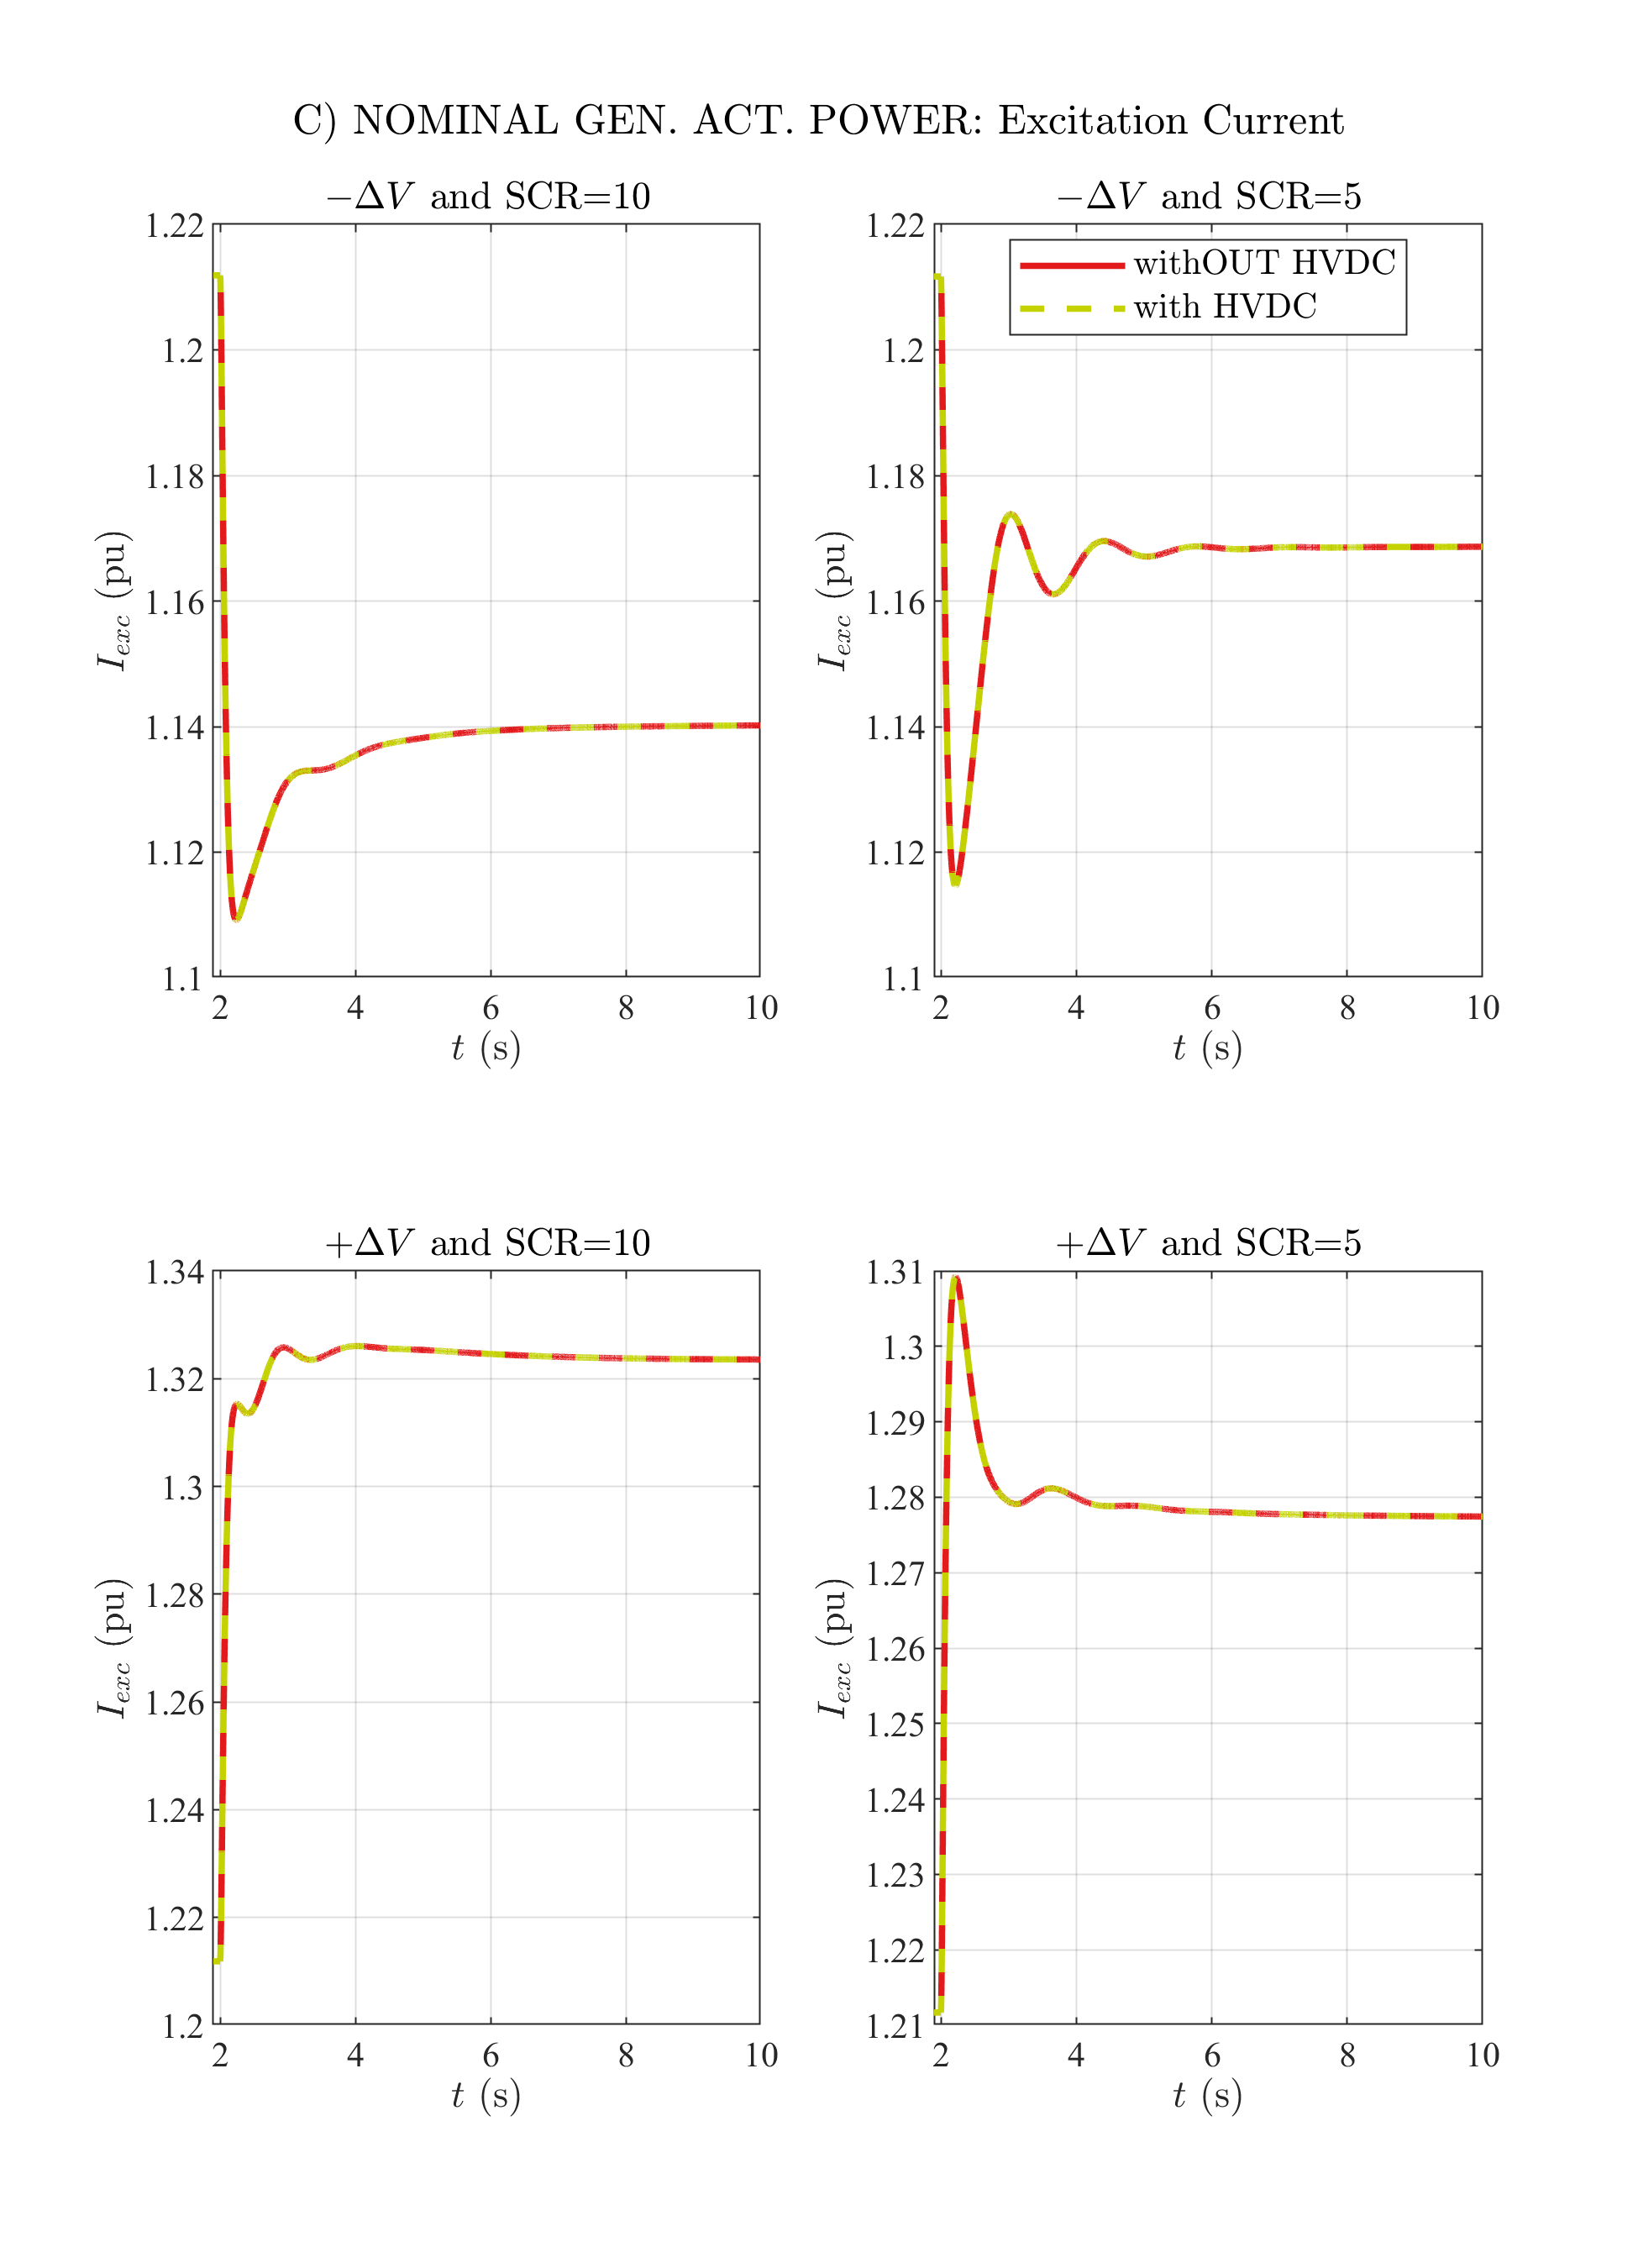 C) NOMINAL GEN. ACT. POWER: Excitation Current
−ΔV and SCR=10
1.22
1.2
1.18
1.16
1.14
1.12
1.1
I_exc (pu)
2 4 6 8 10
t (s)
−ΔV and SCR=5
withOUT HVDC
with HVDC
1.22
1.2
1.18
1.16
1.14
1.12
1.1
I_exc (pu)
2 4 6 8 10
t (s)
+ΔV and SCR=10
1.34
1.32
1.3
1.28
1.26
1.24
1.22
1.2
I_exc (pu)
2 4 6 8 10
t (s)
+ΔV and SCR=5
1.31
1.3
1.29
1.28
1.27
1.26
1.25
1.24
1.23
1.22
1.21
I_exc (pu)
2 4 6 8 10
t (s)